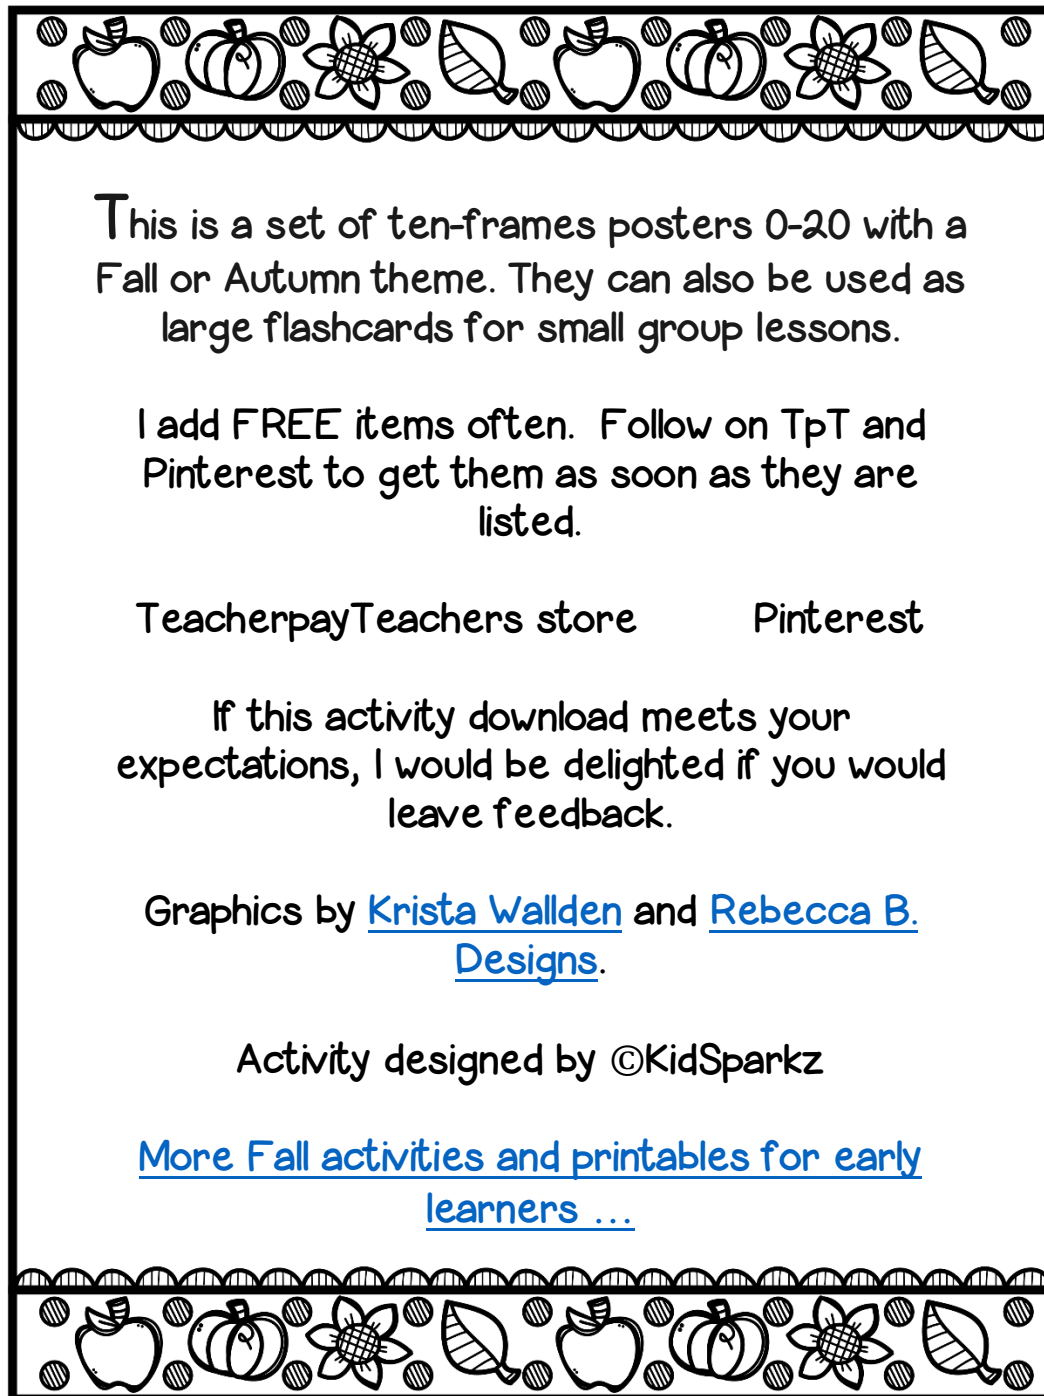 This is a set of ten-frames posters 0-20 with a
Fall or Autumn theme. They can also be used as
large flashcards for small group lessons.
I add FREE items often.  Follow on TpT and
Pinterest to get them as soon as they are
listed.
TeacherpayTeachers store Pinterest
If this activity download meets your
expectations, I would be delighted if you would
leave feedback.
Graphics by Krista Wallden and Rebecca B.
Designs.
Activity designed by ©KidSparkz
More Fall activities and printables for early
learners ...